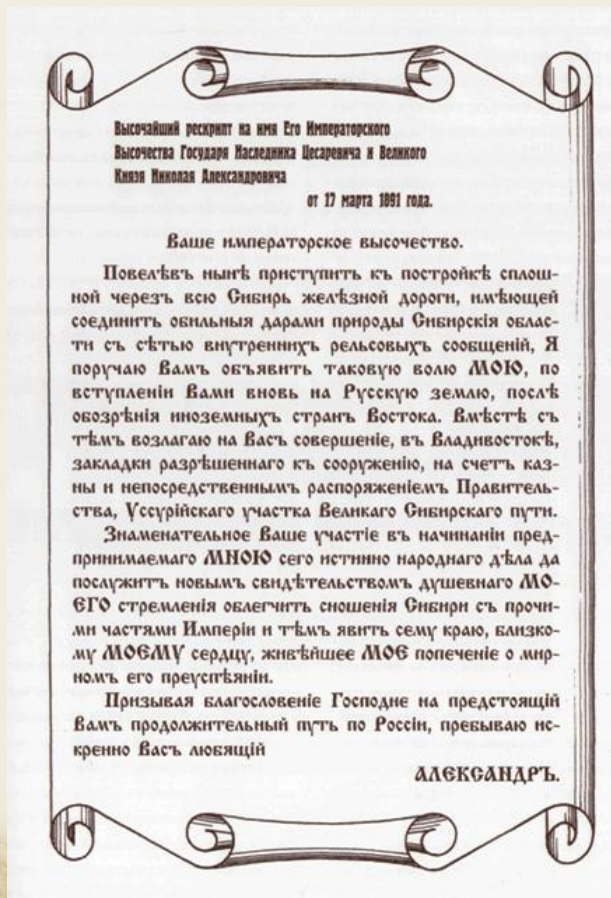 Высочайший рескрипт на имя Его Императорского
Высочества Государя Наследника Цесаревича и Великого
Князя Николая Александровича
от 17 марта 1891 года.
Ваше императорское высочество.
Повелѣвъ нынѣ приступить къ постройкѣ сплош-
ной черезъ всю Сибирь желѣзной дороги, имѣющей
соединить обильныя дарами природы Сибирскія облас-
ти съ сѣтью внутреннихъ рельсовыхъ сообщеній, Я
поручаю Вамъ объявить таковую волю МОЮ, по
вступленіи Вами вновь на Русскую землю, послѣ
обозрѣнія иноземныхъ странъ Востока. Вмѣстѣ съ
тѣмъ возлагаю на Васъ совершеніе, въ Владивостокѣ,
закладки разрѣшеннаго къ сооруженію, на счетъ каз-
ны и непосредственнымъ распоряженіемъ Правитель-
ства, Уссурійскаго участка Великаго Сибирскаго пути.
Знаменательное Ваше участіе въ начинаніи пред-
принимаемаго МНОЮ сего истинно народнаго дѣла да
послужитъ новымъ свидѣтельствомъ душевнаго МО-
ЕГО стремленія облегчить сношенія Сибири съ прочи-
ми частями Имперіи и тѣмъ явить сему краю, близко-
му МОЕМУ сердцу, живѣйшее МОЕ попеченіе о мир-
номъ его преуспѣяніи.
Призывая благословеніе Господне на предстоящій
Вамъ продолжительный путь по Россіи, пребываю ис-
кренно Васъ любящій
АЛЕКСАНДРЪ.